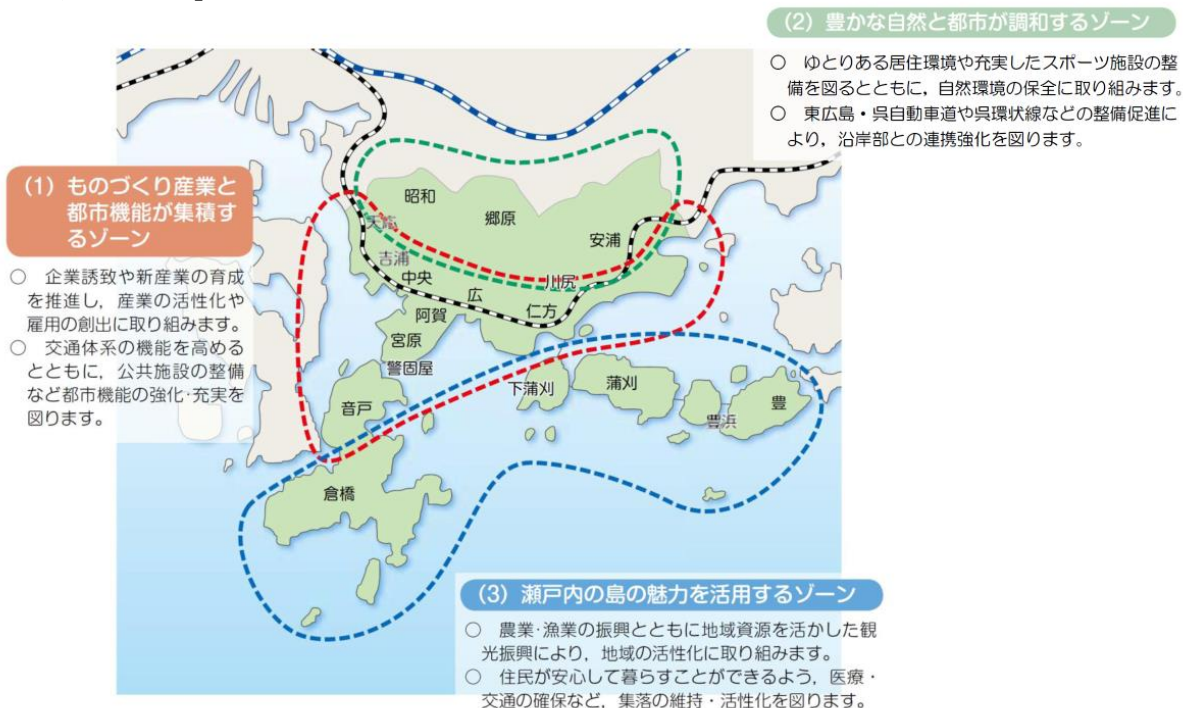 (2) 豊かな自然と都市が調和するゾーン
○ ゆとりある居住環境や充実したスポーツ施設の整
備を図るとともに，自然環境の保全に取り組みます。
○ 東広島・呉自動車道や呉環状線などの整備促進に
より，沿岸部との連携強化を図ります。
(1) ものづくり産業と
都市機能が集積す
るゾーン
○ 企業誘致や新産業の育成
を推進し，産業の活性化や
雇用の創出に取り組みます。
○ 交通体系の機能を高める
とともに，公共施設の整備
など都市機能の強化・充実を
図ります。
昭和
郷原
安浦
天応
吉浦
中央
広
川尻
仁方
阿賀
宮原
警固屋
音戸
下蒲刈
蒲刈
豊浜
豊
倉橋
(3) 瀬戸内の島の魅力を活用するゾーン
○ 農業・漁業の振興とともに地域資源を活かした観
光振興により，地域の活性化に取り組みます。
○ 住民が安心して暮らすことができるよう，医療・
交通の確保など，集落の維持・活性化を図ります。